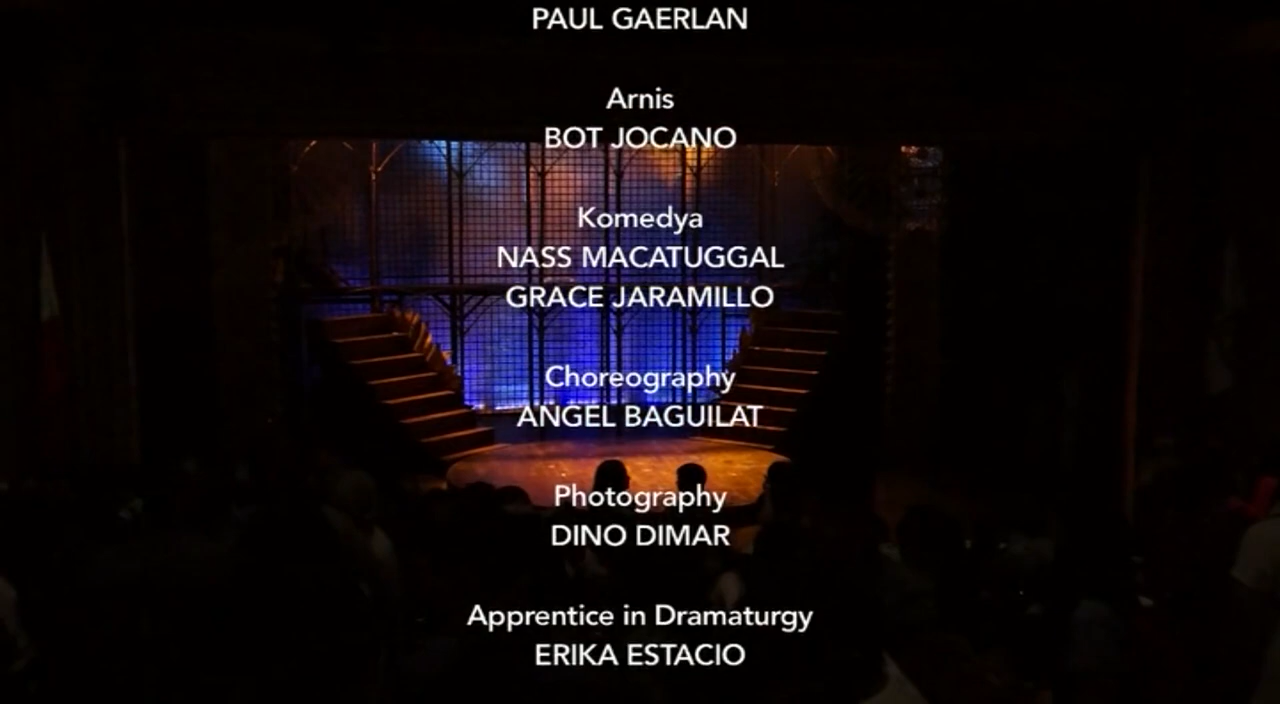 PAUL GAERLAN
Arnis
BOT JOCANO
Komedya
NASS MACATUGGAL
GRACE JARAMILLO
Choreography
ANGEL BAGUILAT
Photography
DINO DIMAR
Apprentice in Dramaturgy
ERIKA ESTACIO